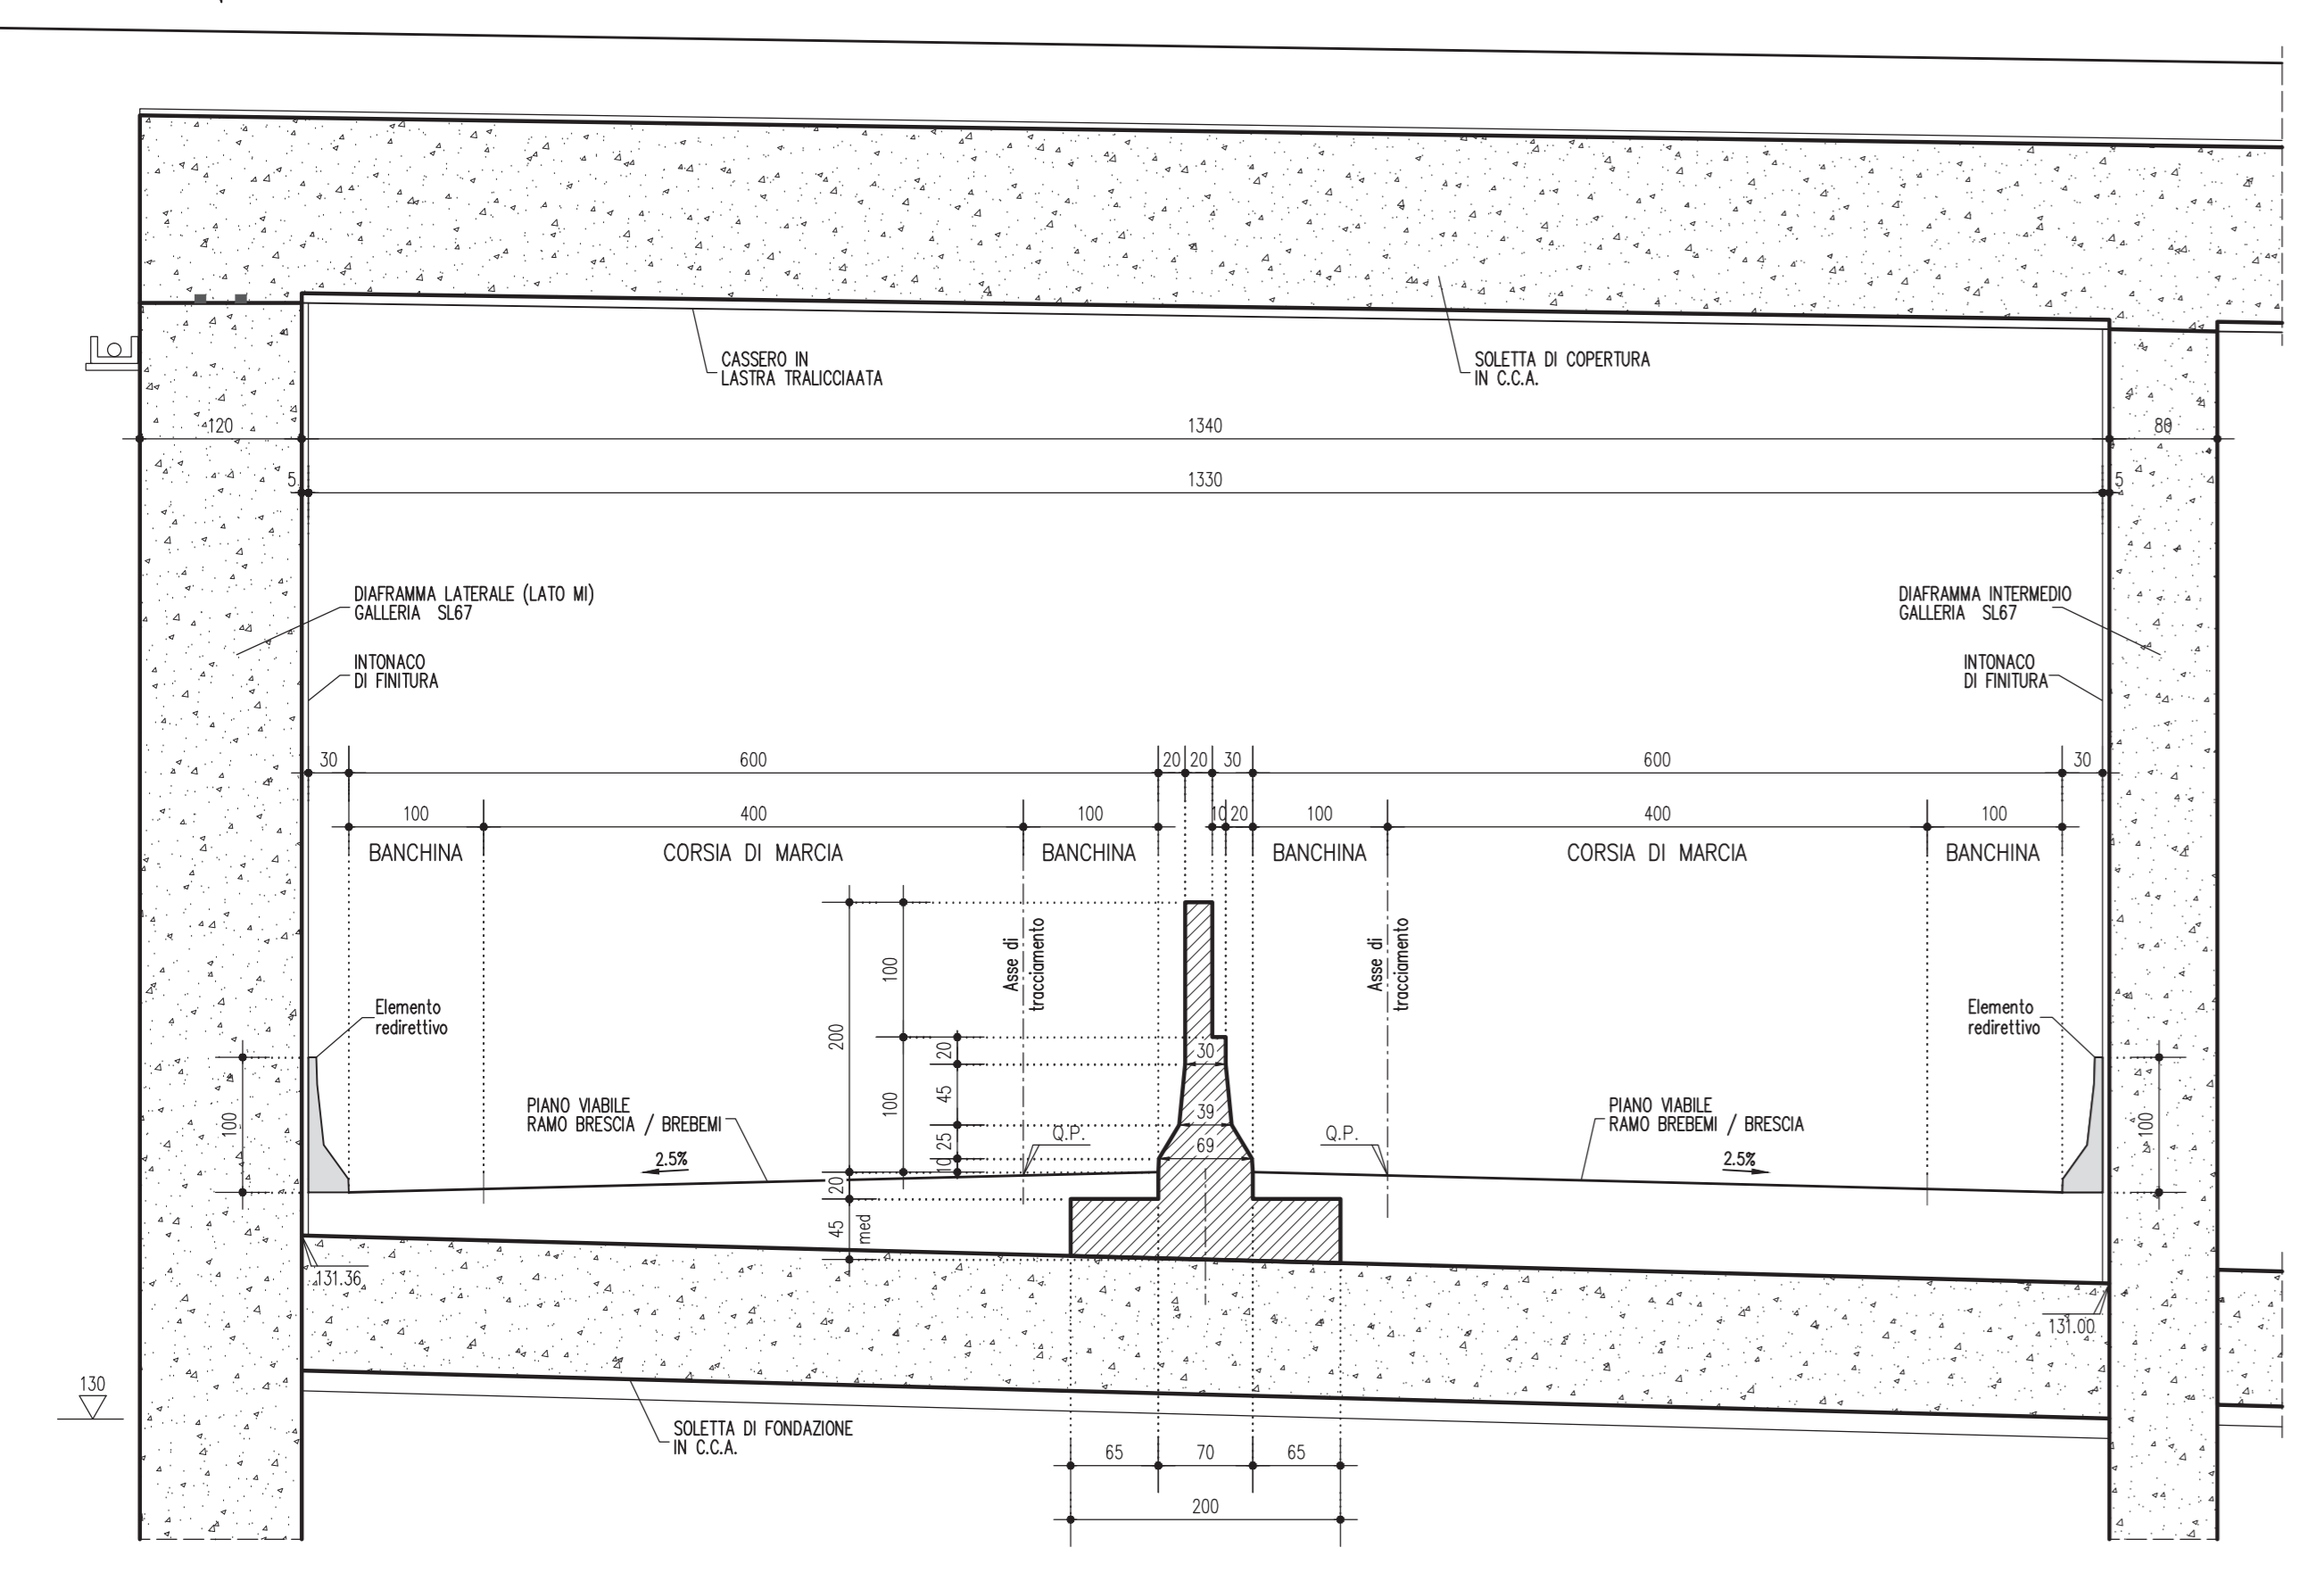 CASSERO IN
LASTRA TRALICCIAATA
SOLETTA DI COPERTURA
IN C.C.A.
120
1340
80
5
1330
5
DIAFRAMMA LATERALE (LATO MI)
GALLERIA SL67
DIAFRAMMA INTERMEDIO
GALLERIA SL67
INTONACO
DI FINITURA
INTONACO
DI FINITURA
30
600
20
20
30
600
30
100
400
100
10
20
100
400
100
BANCHINA
CORSIA DI MARCIA
BANCHINA
BANCHINA
CORSIA DI MARCIA
BANCHINA
Asse di
tracciamento
Asse di
tracciamento
Elemento
redirettivo
Elemento
redirettivo
100
200
100
20
45
25
10
20
45
med
30
39
69
100
100
PIANO VIABILE
RAMO BRESCIA / BREBEMI
2.5%
Q.P.
Q.P.
PIANO VIABILE
RAMO BREBEMI / BRESCIA
2.5%
131.36
131.00
130
SOLETTA DI FONDAZIONE
IN C.C.A.
65
70
65
200